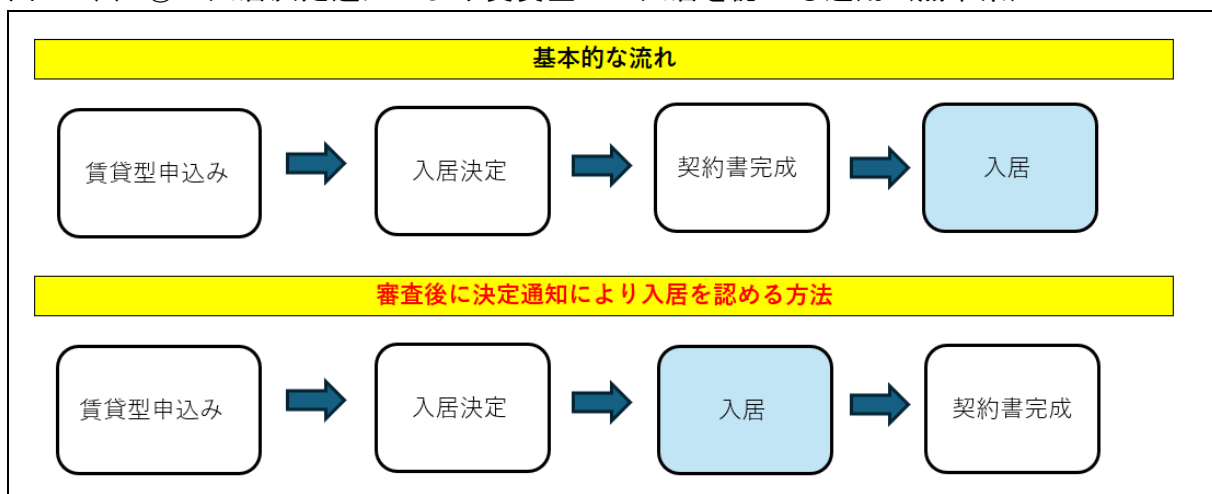 基本的な流れ
賃貸型申込み
入居決定
契約書完成
入居
審査後に決定通知により入居を認める方法
賃貸型申込み
入居決定
入居
契約書完成